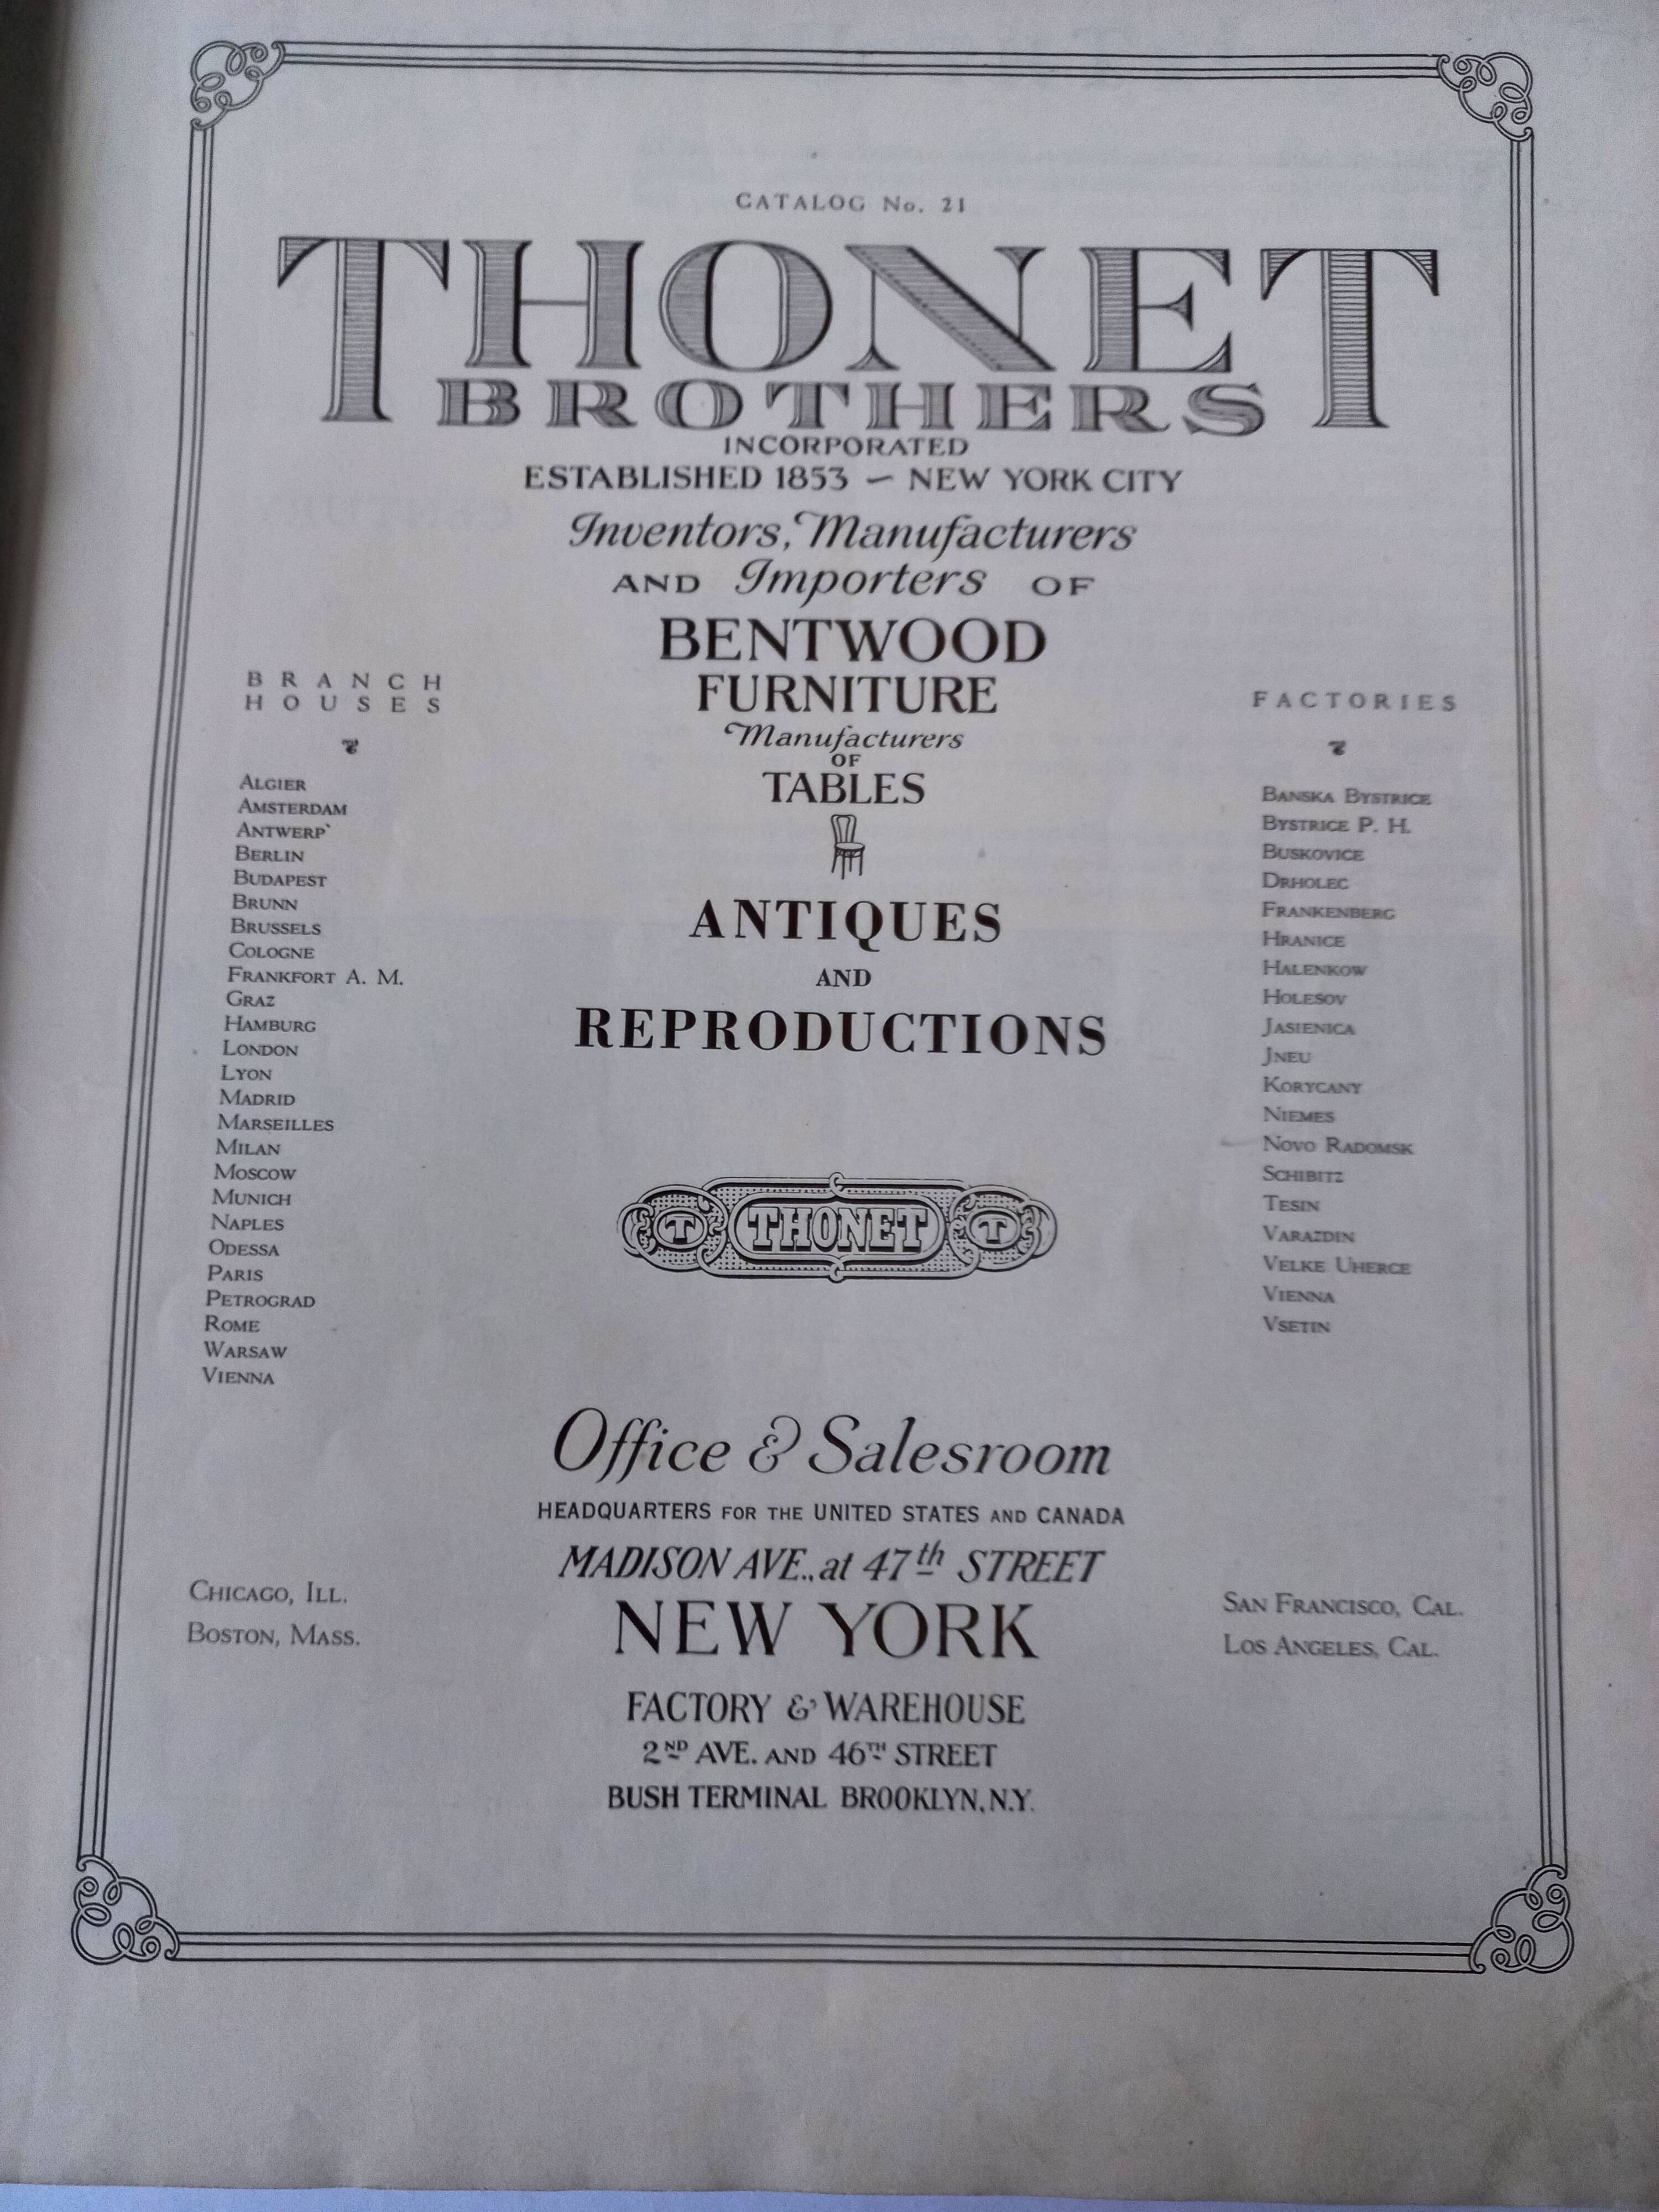 CATALOG No. 21
THONET
BROTHERS
INCORPORATED
ESTABLISHED 1853 – NEW YORK CITY
Inventors, Manufacturers
AND Importers OF
BENTWOOD
FURNITURE
Manufacturers
OF
TABLES
ANTIQUES
AND
REPRODUCTIONS
BRANCH
HOUSES
ALGIER
AMSTERDAM
ANTWERP
BERLIN
BUDAPEST
BRUNN
BRUSSELS
COLOGNE
FRANKFORT A. M.
GRAZ
HAMBURG
LONDON
LYON
MADRID
MARSEILLES
MILAN
MOSCOW
MUNICH
NAPLES
ODESSA
PARIS
PETROGRAD
ROME
WARSAW
VIENNA
FACTORIES
BANSKA BYSTRICE
BYSTRICE P. H.
BUSKOVICE
DRHOLEC
FRANKENBERG
HRANICE
HALENKOW
HOLESOV
JASIENICA
JNEU
KORYCANY
NIEMES
NOVO RADOMSK
SCHIBITZ
TESIN
VARAZDIN
VELKE UHERCE
VIENNA
VSETIN
T THONET T
Office & Salesroom
HEADQUARTERS FOR THE UNITED STATES AND CANADA
MADISON AVE., at 47th STREET
NEW YORK
CHICAGO, ILL.
BOSTON, MASS.
SAN FRANCISCO, CAL.
LOS ANGELES, CAL.
FACTORY & WAREHOUSE
2ND AVE. AND 46TH STREET
BUSH TERMINAL BROOKLYN, N.Y.